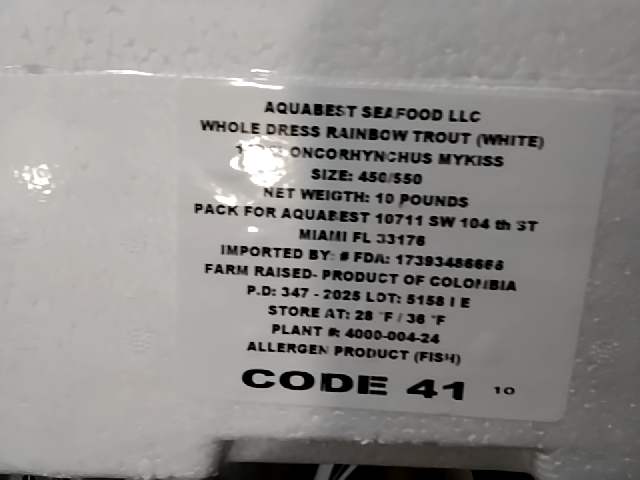 AQUABEST SEAFOOD LLC
WHOLE DRESS RAINBOW TROUT (WHITE)
ONCORHYNCHUS MYKISS
SIZE: 450/550
NET WEIGTH: 10 POUNDS
PACK FOR AQUABEST 10711 SW 104 th ST
MIAMI FL 33176
IMPORTED BY: # FDA: 17393486666
FARM RAISED- PRODUCT OF COLOMBIA
P.D: 347 - 2025 LOT: 5158 I E
STORE AT: 28 °F / 36 °F
PLANT #: 4000-004-24
ALLERGEN PRODUCT (FISH)
CODE 41 10